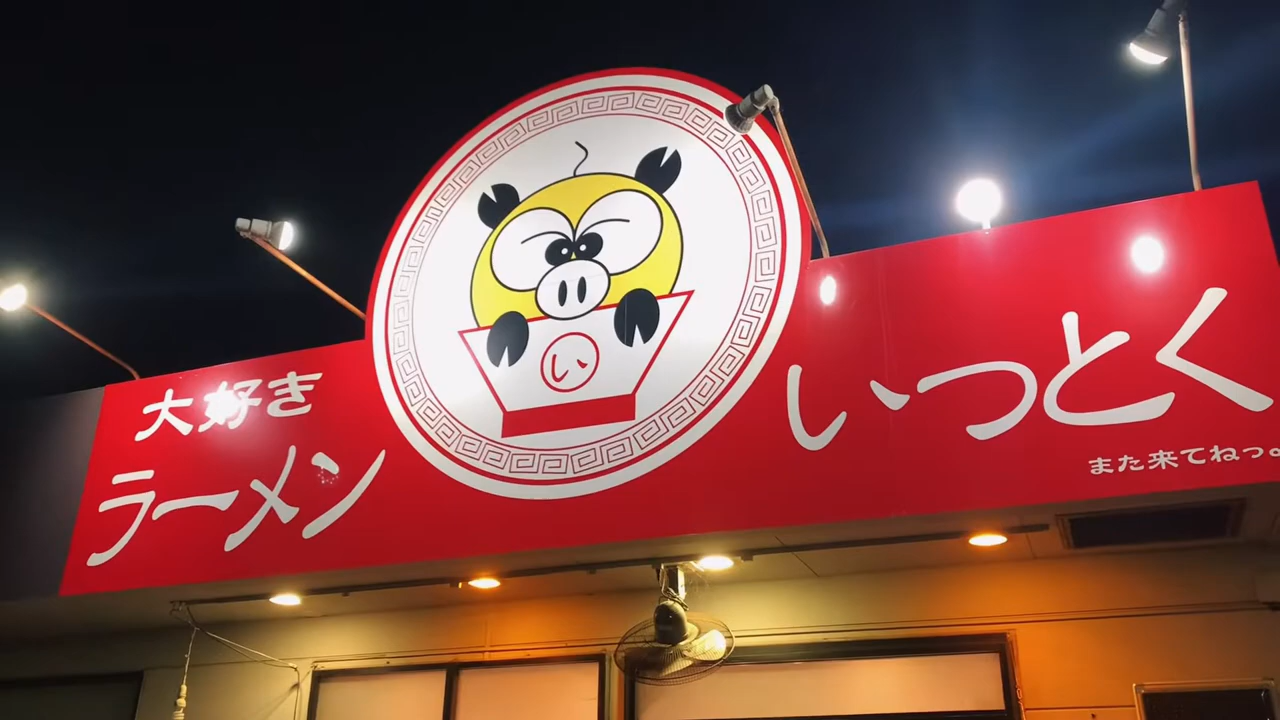 大好き
ラーメン
い
いっとく
また来てねっ。